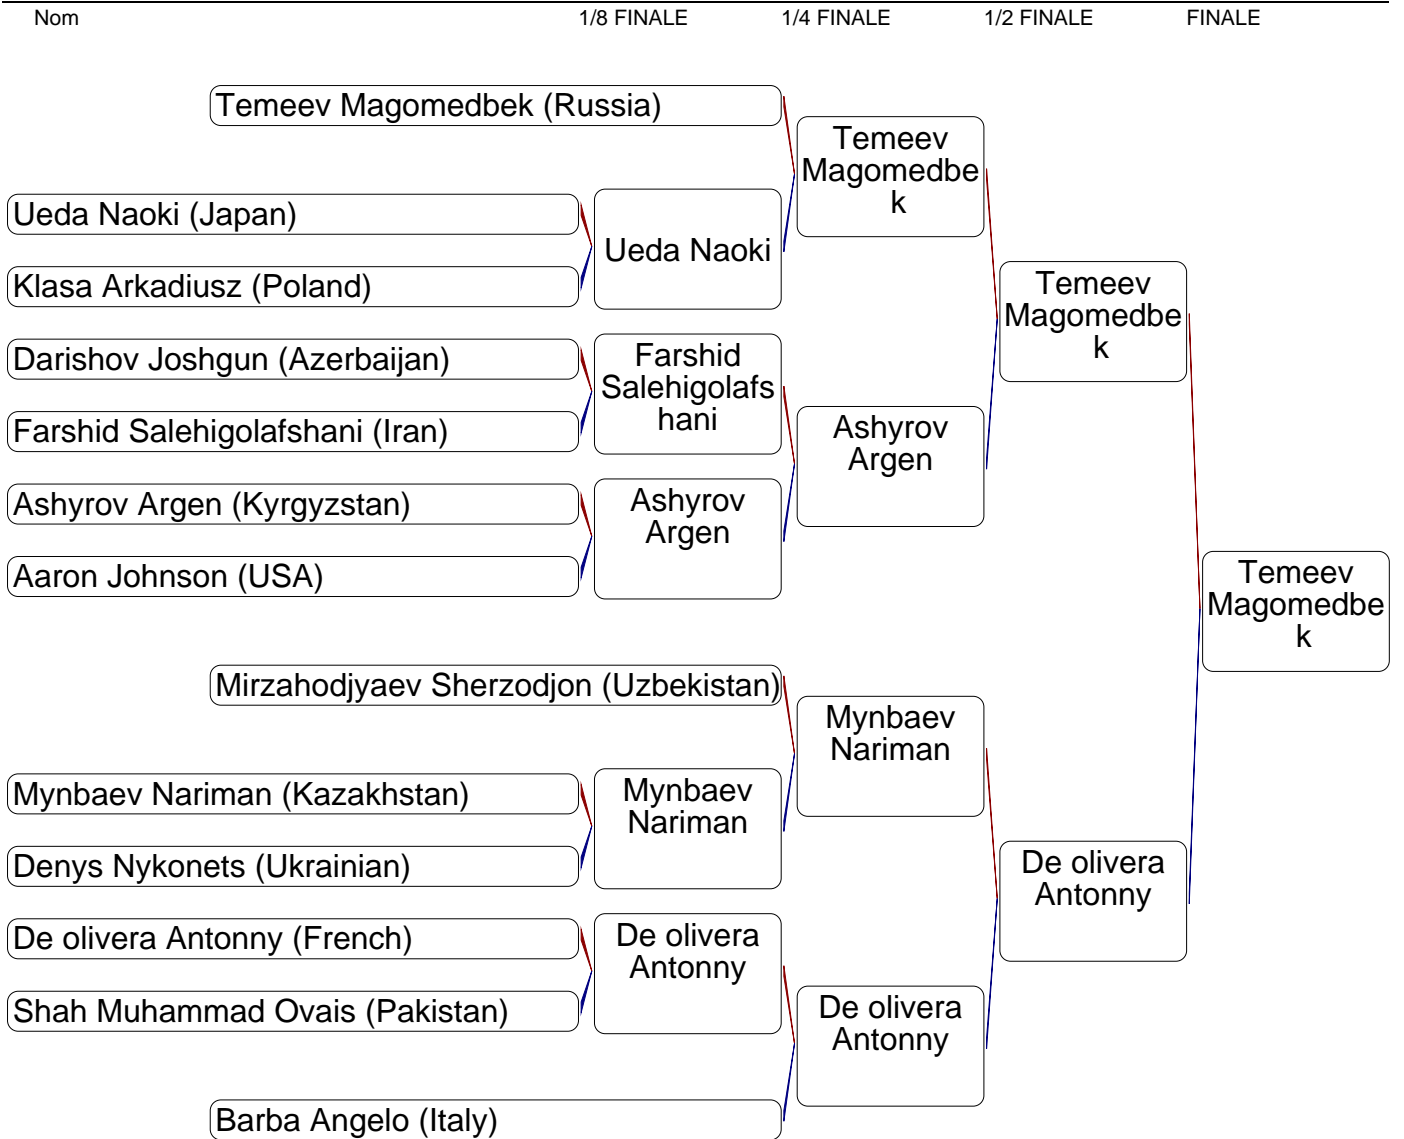 Nom 1/8 FINALE 1/4 FINALE 1/2 FINALE FINALE
Temeev Magomedbek (Russia)
Temeev
Magomedbe
k
Ueda Naoki (Japan)
Ueda Naoki
Klasa Arkadiusz (Poland)
Temeev
Magomedbe
k
Darishov Joshgun (Azerbaijan)
Farshid
Salehigolafs
hani
Farshid Salehigolafshani (Iran)
Ashyrov
Argen
Ashyrov Argen (Kyrgyzstan)
Ashyrov
Argen
Aaron Johnson (USA)
Temeev
Magomedbe
k
Mirzahodjyaev Sherzodjon (Uzbekistan)
Mynbaev
Nariman
Mynbaev Nariman (Kazakhstan)
Mynbaev
Nariman
Denys Nykonets (Ukrainian)
De olivera
Antonny
De olivera Antonny (French)
De olivera
Antonny
Shah Muhammad Ovais (Pakistan)
De olivera
Antonny
Barba Angelo (Italy)